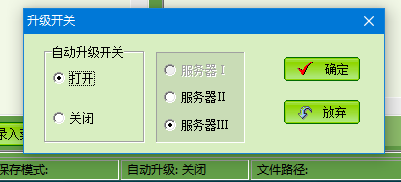 升级开关
自动升级开关
打开
关闭
服务器 I
服务器II
服务器III
确定
放弃
录入
保存模式:
自动升级: 关闭
文件路径: